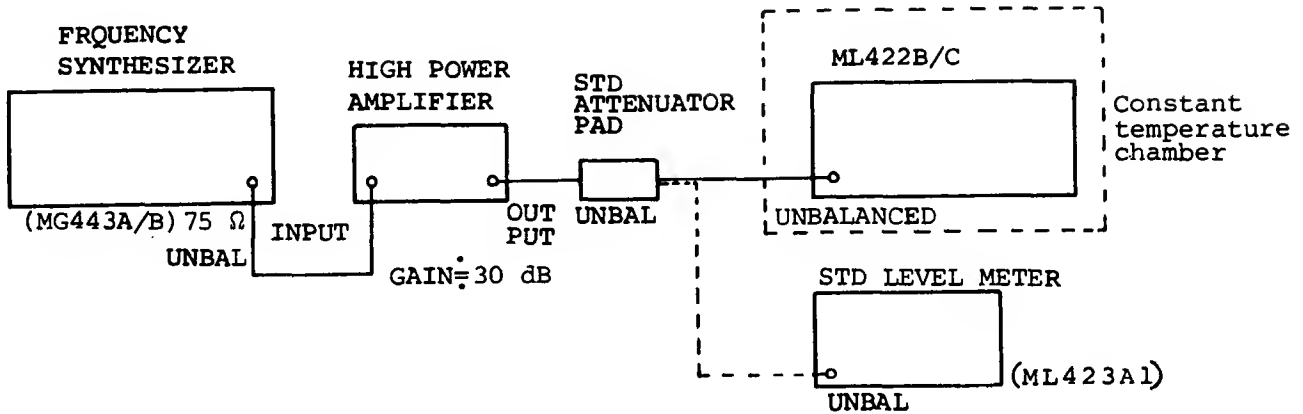 FRQUENCY
SYNTHESIZER
HIGH POWER
AMPLIFIER
STD
ATTENUATOR
PAD
ML422B/C
Constant
temperature
chamber
(MG443A/B) 75 Ω
UNBAL
INPUT
OUT
PUT
UNBAL
UNBALANCED
GAIN≑30 dB
STD LEVEL METER
(ML423A1)
UNBAL